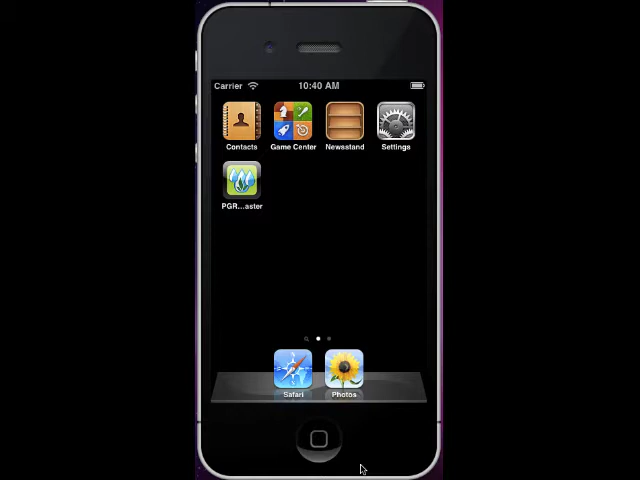 Carrier 10:40 AM
Contacts Game Center Newsstand Settings
PGR...aster
Safari Photos